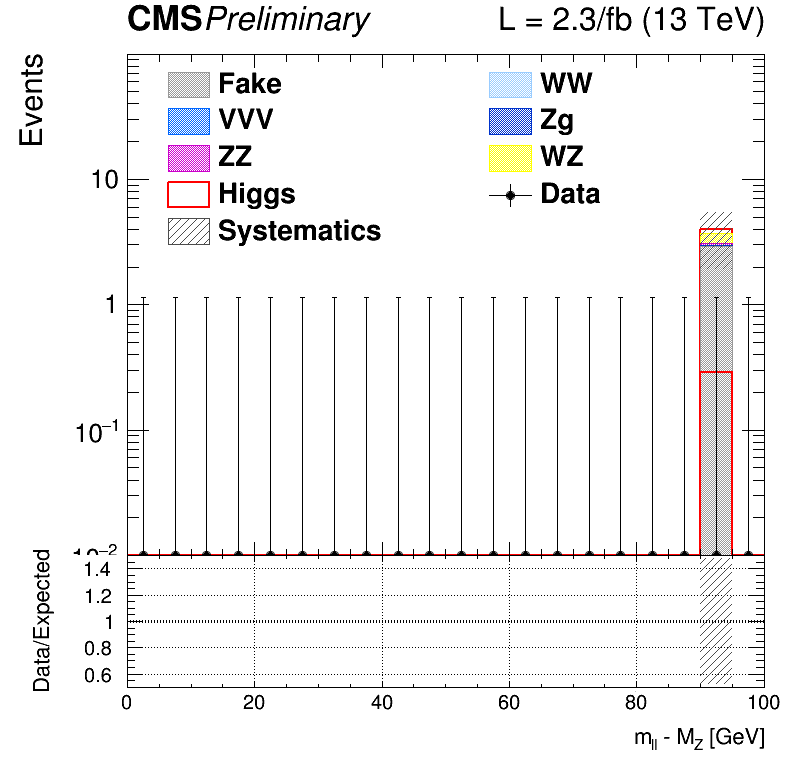 CMS Preliminary L = 2.3/fb (13 TeV)
Events
Fake WW
VVV Zg
ZZ WZ
Higgs Data
Systematics
10
1
10⁻¹
10⁻²
Data/Expected
1.4
1.2
1
0.8
0.6
0 20 40 60 80 100
m_ll - M_Z [GeV]